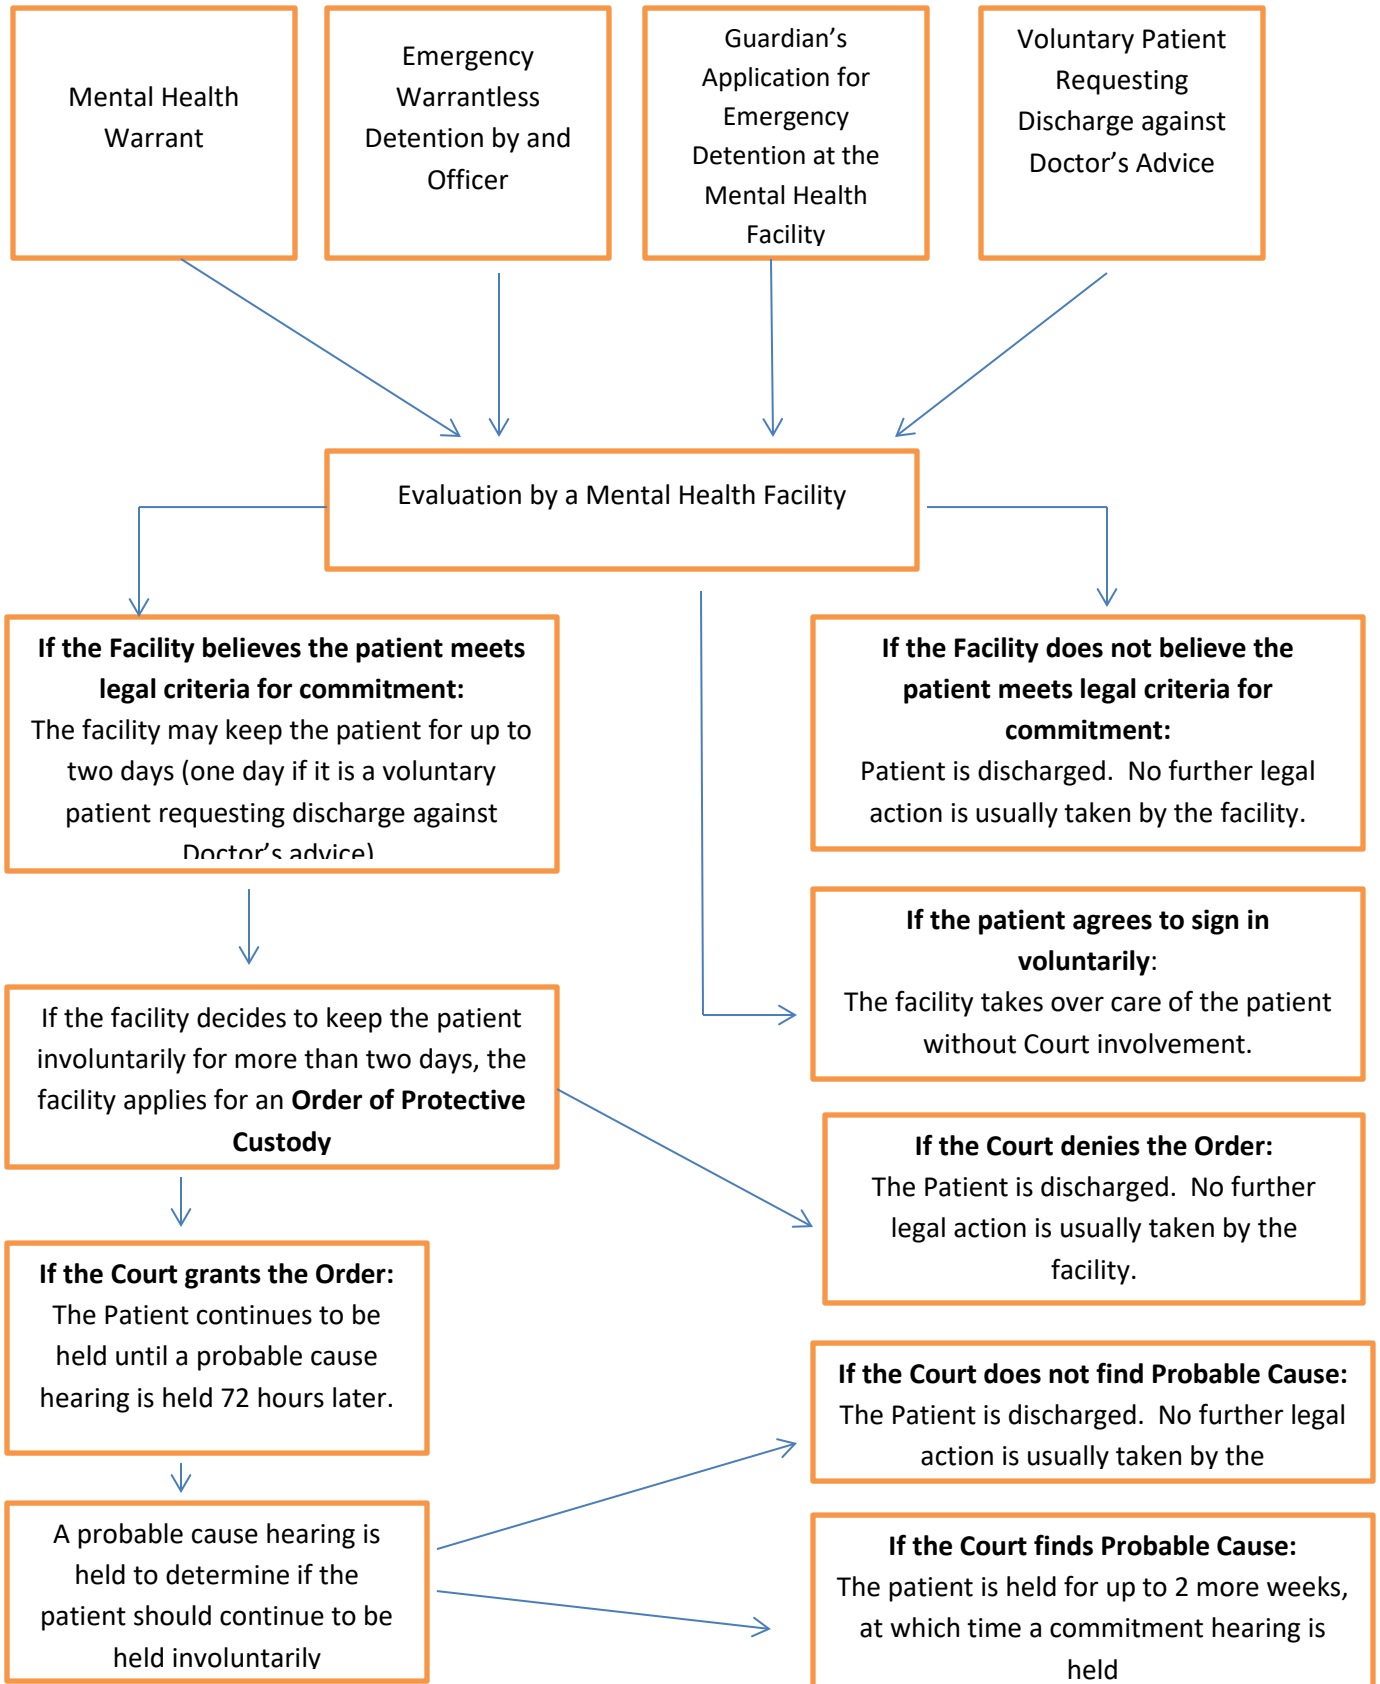 Mental Health
Warrant
Emergency
Warrantless
Detention by and
Officer
Guardian’s
Application for
Emergency
Detention at the
Mental Health
Facility
Voluntary Patient
Requesting
Discharge against
Doctor’s Advice
Evaluation by a Mental Health Facility
If the Facility believes the patient meets
legal criteria for commitment:
The facility may keep the patient for up to
two days (one day if it is a voluntary
patient requesting discharge against
Doctor’s advice)
If the Facility does not believe the
patient meets legal criteria for
commitment:
Patient is discharged.  No further legal
action is usually taken by the facility.
If the patient agrees to sign in
voluntarily:
The facility takes over care of the patient
without Court involvement.
If the facility decides to keep the patient
involuntarily for more than two days, the
facility applies for an Order of Protective
Custody
If the Court denies the Order:
The Patient is discharged.  No further
legal action is usually taken by the
facility.
If the Court grants the Order:
The Patient continues to be
held until a probable cause
hearing is held 72 hours later.
If the Court does not find Probable Cause:
The Patient is discharged.  No further legal
action is usually taken by the
A probable cause hearing is
held to determine if the
patient should continue to be
held involuntarily
If the Court finds Probable Cause:
The patient is held for up to 2 more weeks,
at which time a commitment hearing is
held